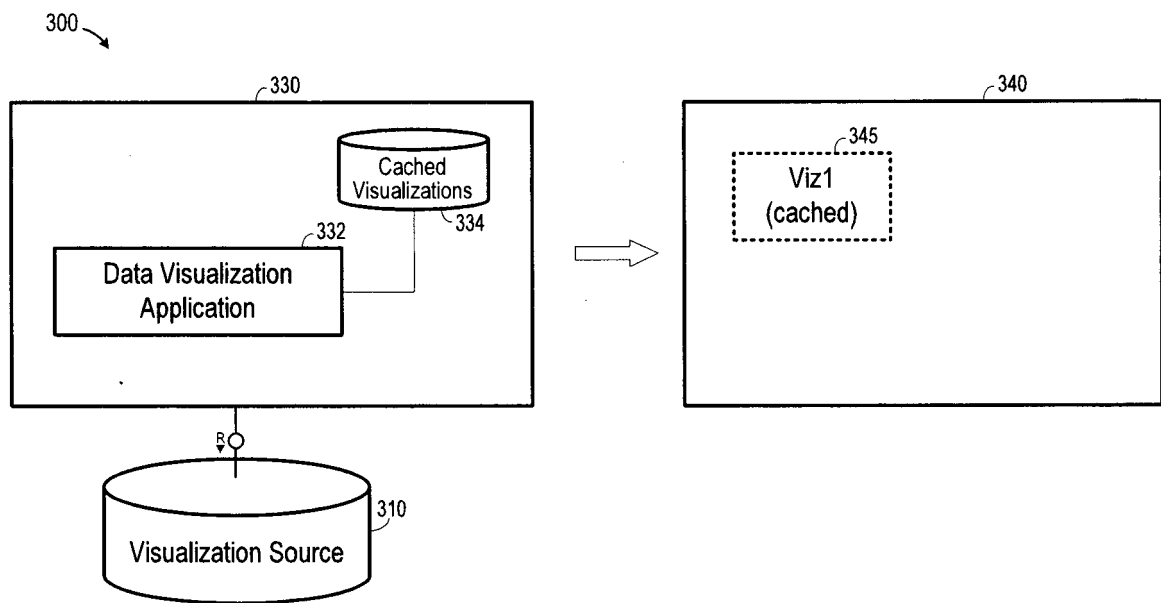 300
330
Cached
Visualizations
334
332
Data Visualization
Application
R
310
Visualization Source
340
345
Viz1
(cached)